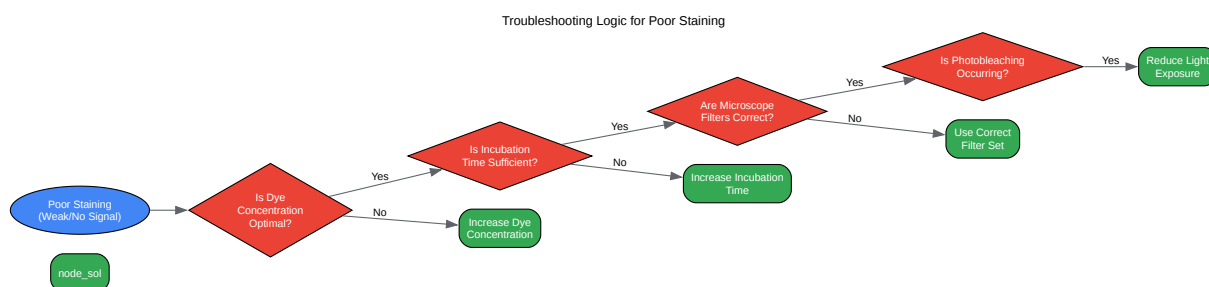 Troubleshooting Logic for Poor Staining
Poor Staining
(Weak/No Signal)
node_sol
Is Dye
Concentration
Optimal?
Yes
No
Increase Dye
Concentration
Is Incubation
Time Sufficient?
Yes
No
Increase Incubation
Time
Are Microscope
Filters Correct?
Yes
No
Use Correct
Filter Set
Is Photobleaching
Occurring?
Yes
Reduce Light
Exposure